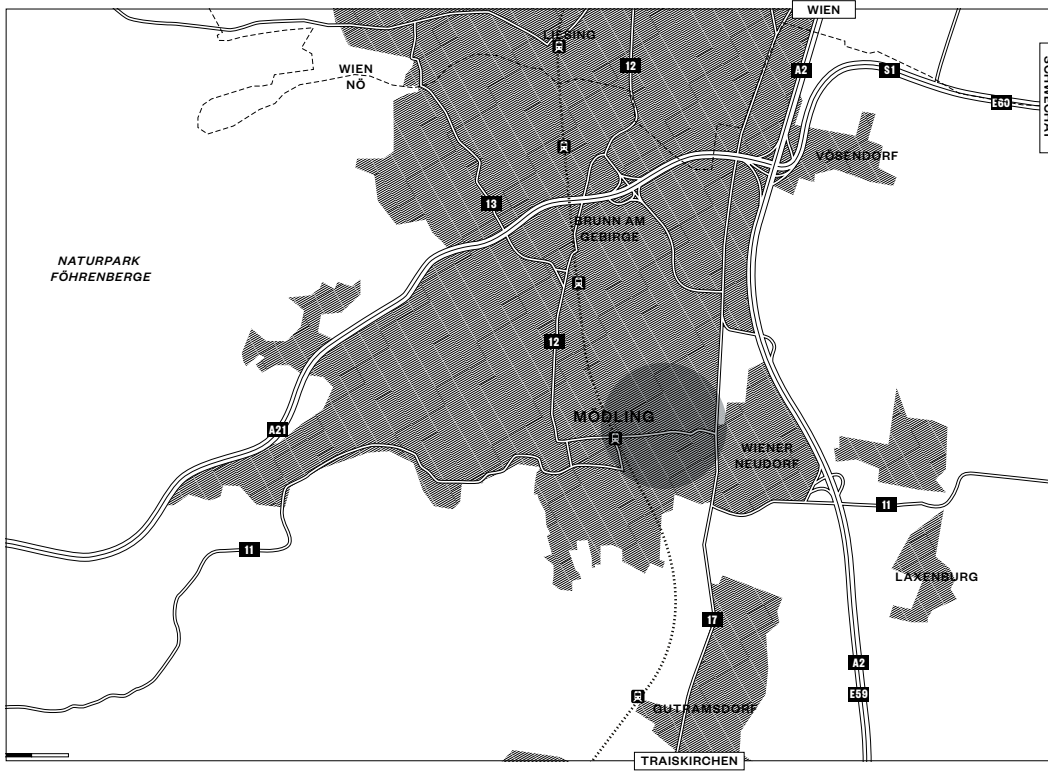 WIEN
LIESING
12
WIEN
NÖ
A2
S1
E60
SCHWECHAT
VÖSENDORF
13
BRUNN AM
GEBIRGE
NATURPARK
FÖHRENBERGE
12
MÖDLING
A21
WIENER
NEUDORF
11
11
LAXENBURG
17
A2
E59
GUTRAMSDORF
TRAISKIRCHEN